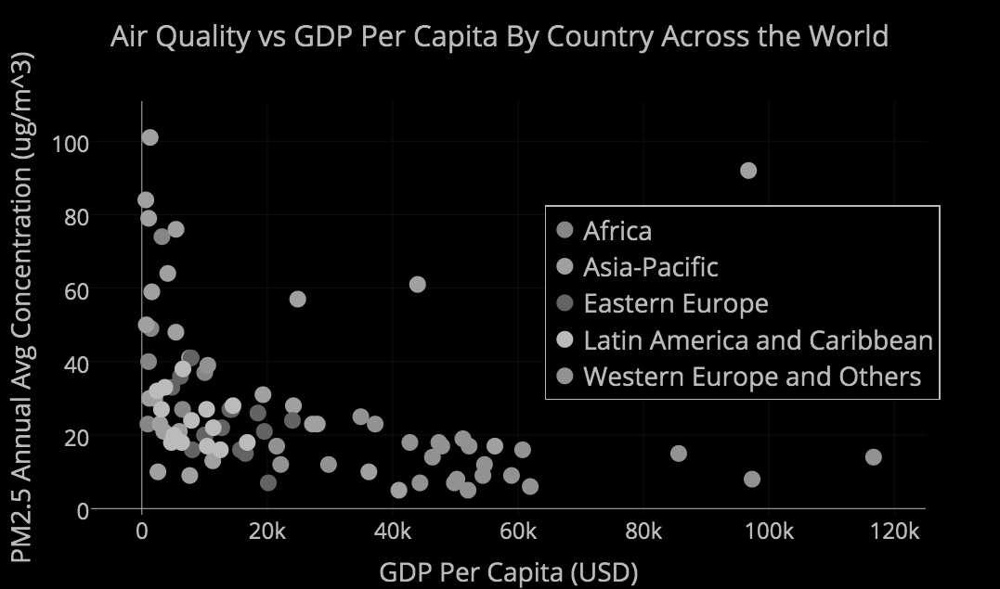 Air Quality vs GDP Per Capita By Country Across the World
PM2.5 Annual Avg Concentration (ug/m^3)
100
80
60
40
20
0
0
20k
40k
60k
80k
100k
120k
GDP Per Capita (USD)
Africa
Asia-Pacific
Eastern Europe
Latin America and Caribbean
Western Europe and Others